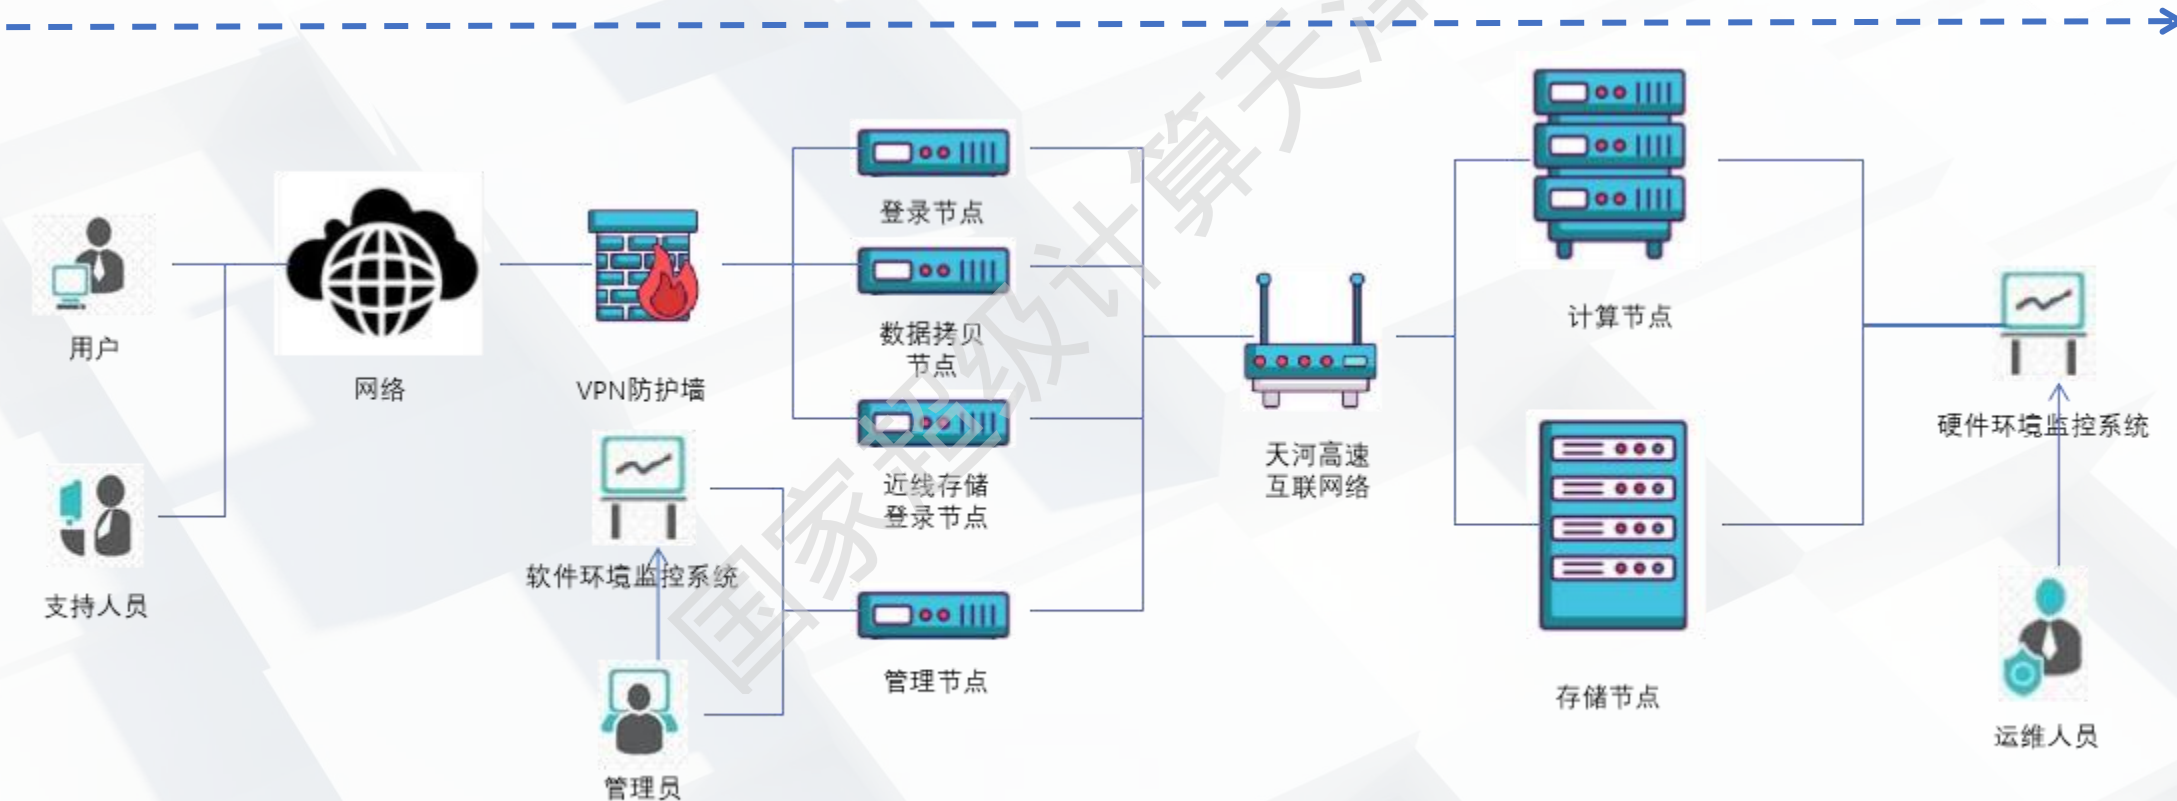 登录节点
用户
网络
VPN防护墙
数据拷贝
节点
计算节点
支持人员
软件环境监控系统
近线存储
登录节点
天河高速
互联网络
硬件环境监控系统
管理员
管理节点
存储节点
运维人员
国家超级计算天津